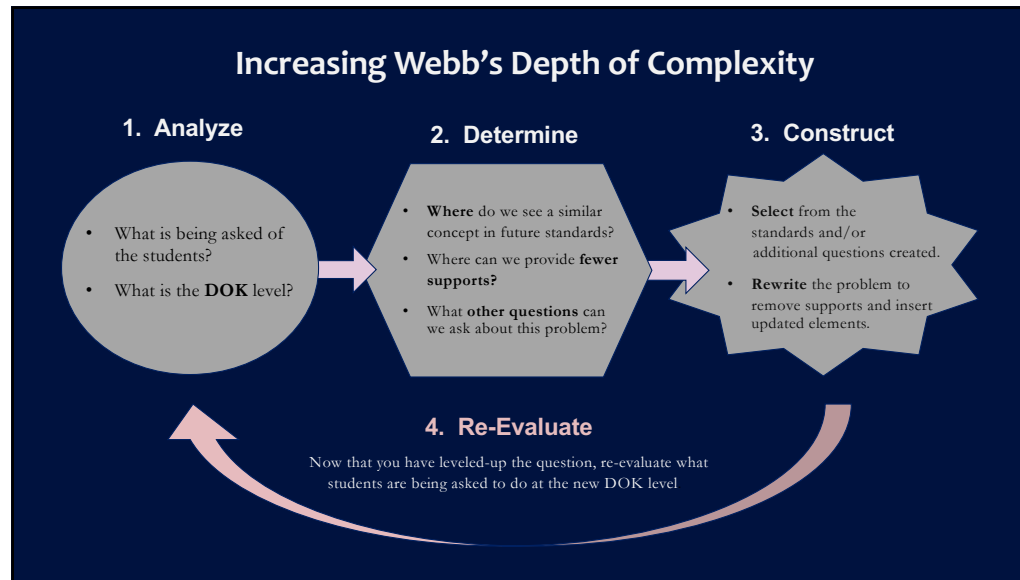 Increasing Webb's Depth of Complexity
1. Analyze
• What is being asked of
the students?
• What is the DOK level?
2. Determine
• Where do we see a similar
concept in future standards?
• Where can we provide fewer
supports?
• What other questions can
we ask about this problem?
3. Construct
• Select from the
standards and/or
additional questions created.
• Rewrite the problem to
remove supports and insert
updated elements.
4. Re-Evaluate
Now that you have leveled-up the question, re-evaluate what
students are being asked to do at the new DOK level